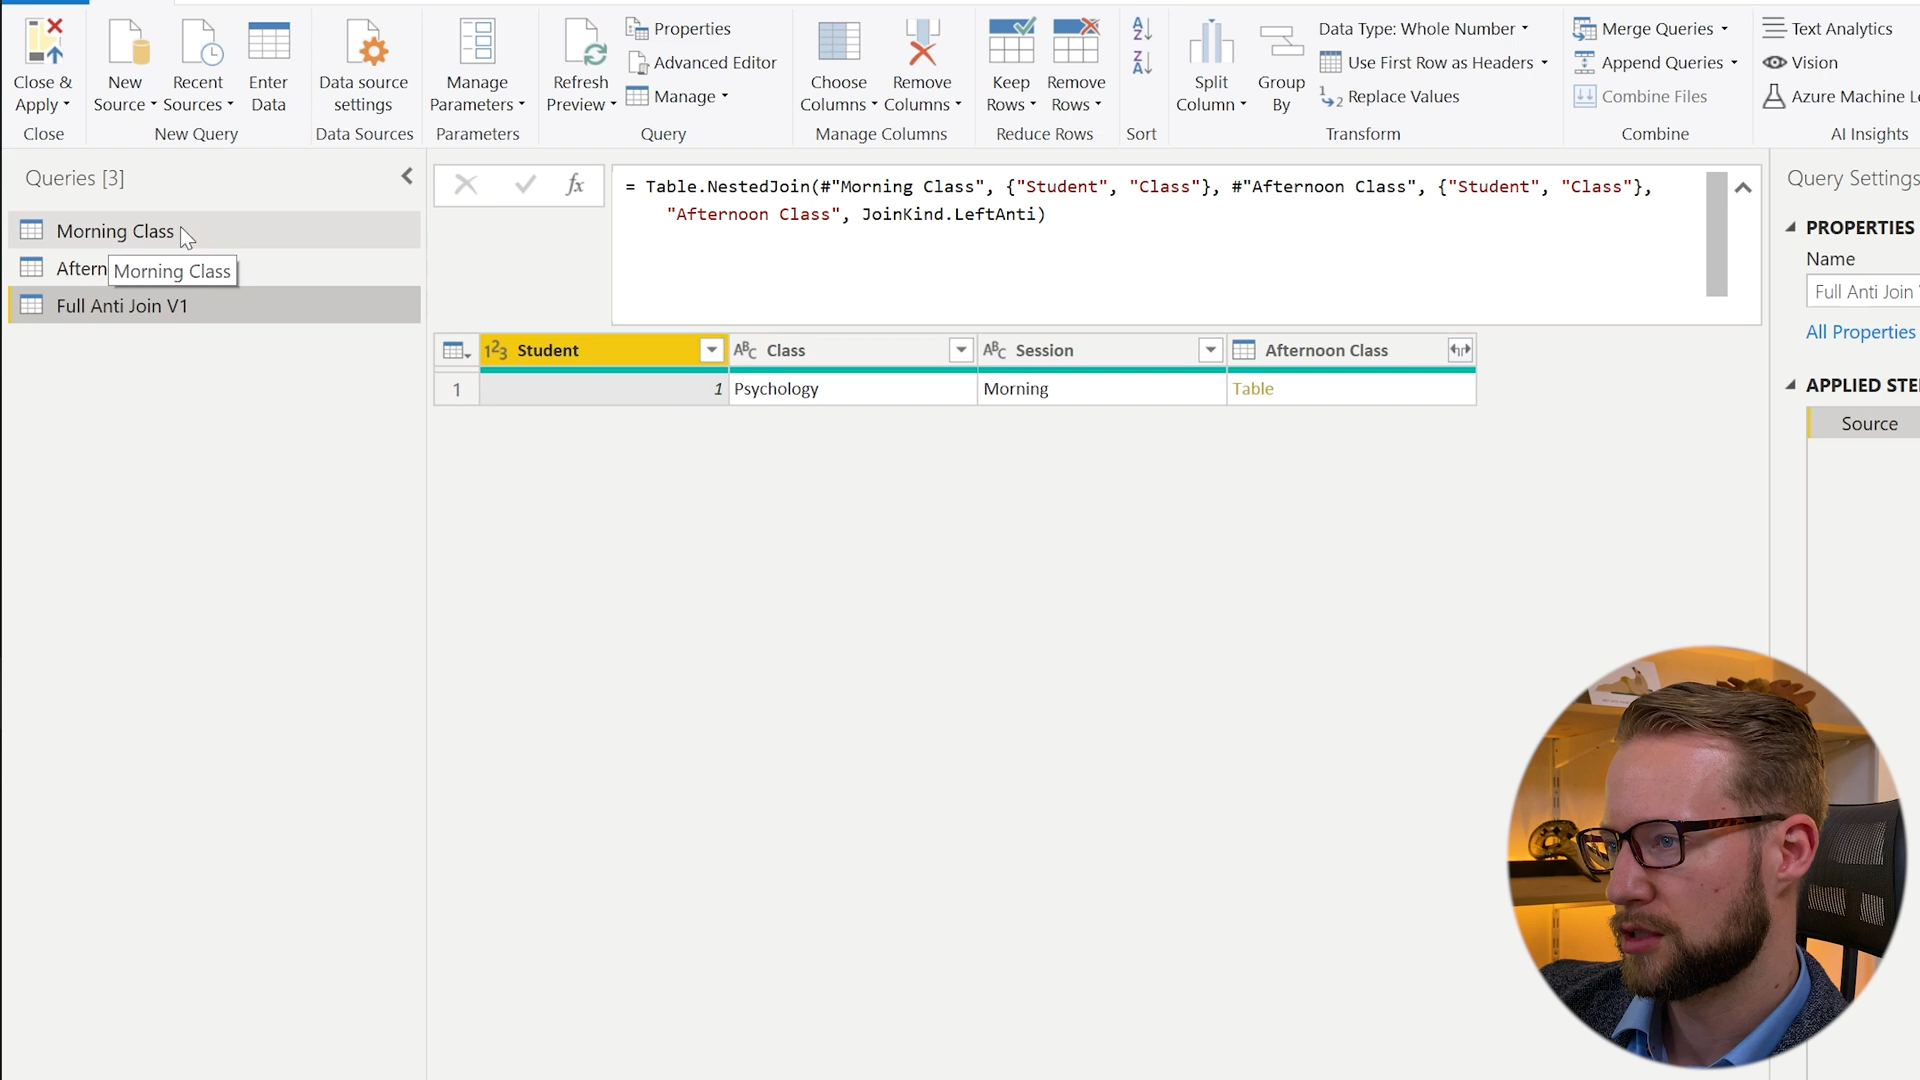 Close &
Apply
Close
New
Source
Recent
Sources
Enter
Data
New Query
Data source
settings
Data Sources
Manage
Parameters
Parameters
Refresh
Preview
Properties
Advanced Editor
Manage
Query
Choose
Columns
Remove
Columns
Manage Columns
Keep
Rows
Remove
Rows
Reduce Rows
Sort
Split
Column
Group
By
Data Type: Whole Number
Use First Row as Headers
Replace Values
Transform
Merge Queries
Append Queries
Combine Files
Combine
Text Analytics
Vision
Azure Machine Le
AI Insights
Queries [3]
Morning Class
Aftern
Morning Class
Full Anti Join V1
fx
= Table.NestedJoin(#"Morning Class", {"Student", "Class"}, #"Afternoon Class", {"Student", "Class"},
"Afternoon Class", JoinKind.LeftAnti)
123 Student
ABC Class
ABC Session
Afternoon Class
1
1
Psychology
Morning
Table
Query Settings
PROPERTIES
Name
Full Anti Join
All Properties
APPLIED STE
Source